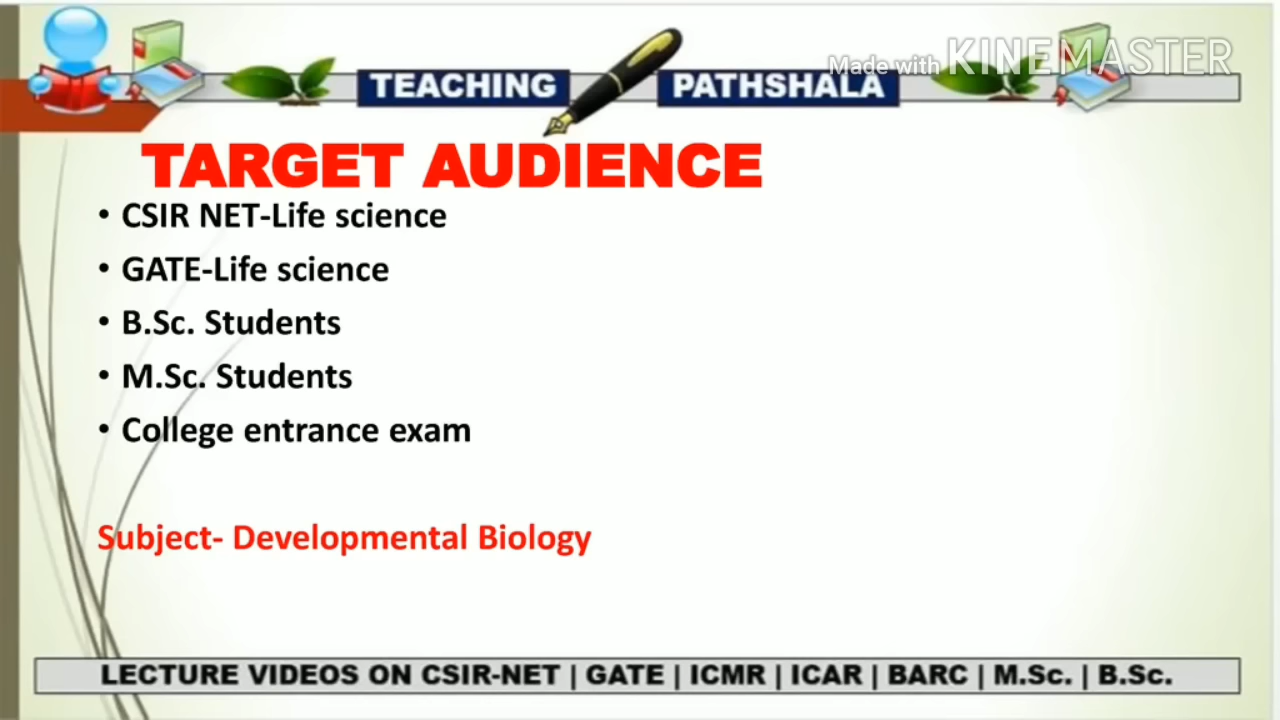 Made with KINEMASTER
TEACHING PATHSHALA
TARGET AUDIENCE
• CSIR NET-Life science
• GATE-Life science
• B.Sc. Students
• M.Sc. Students
• College entrance exam
Subject- Developmental Biology
LECTURE VIDEOS ON CSIR-NET | GATE | ICMR | ICAR | BARC | M.Sc. | B.Sc.